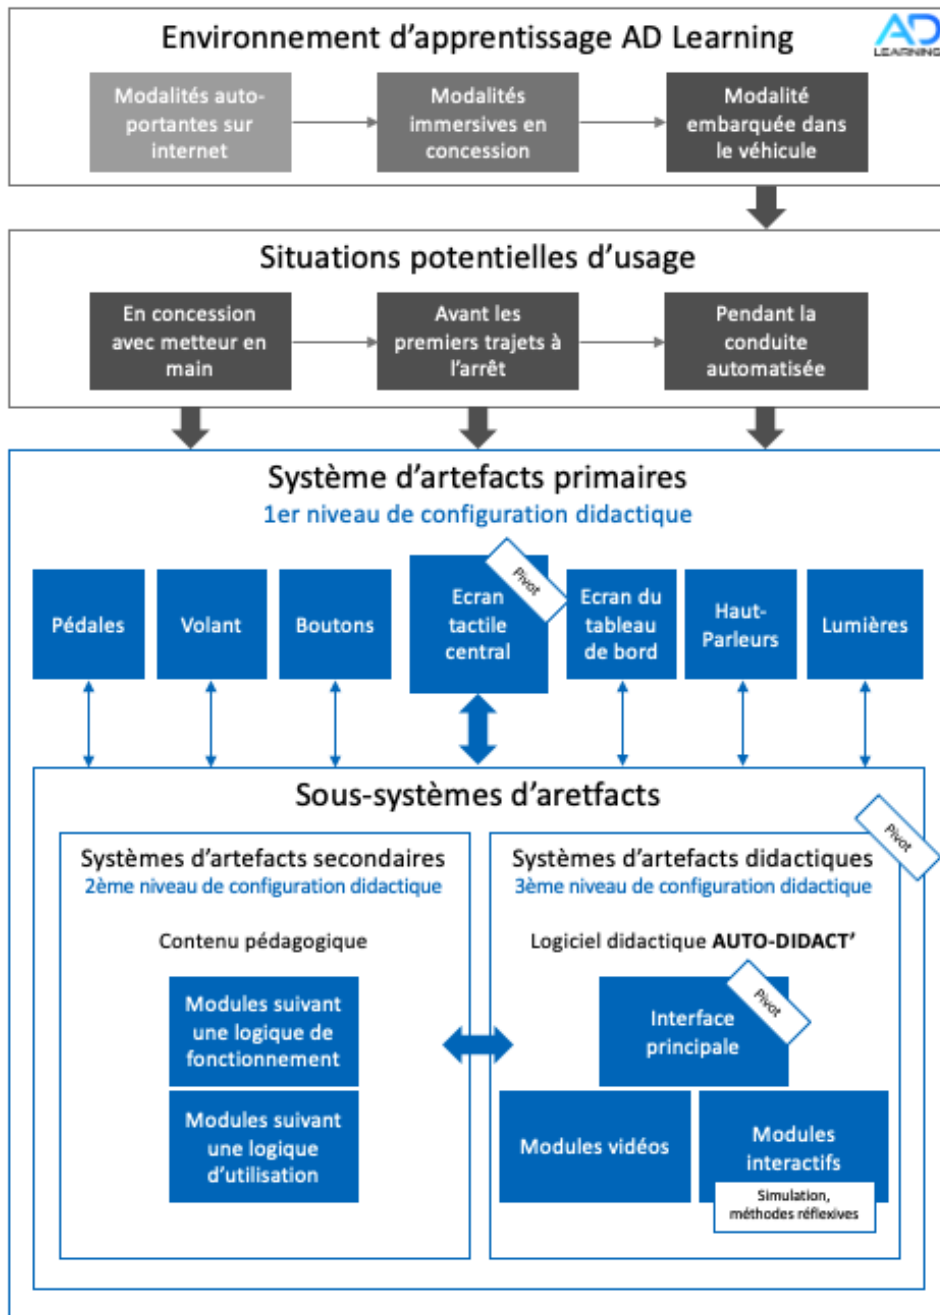 Environnement d'apprentissage AD Learning
AD
LEARNING
Modalités auto-
portantes sur
internet
Modalités
immersives en
concession
Modalité
embarquée dans
le véhicule
Situations potentielles d'usage
En concession
avec metteur en
main
Avant les
premiers trajets à
l'arrêt
Pendant la
conduite
automatisée
Système d'artefacts primaires
1er niveau de configuration didactique
Pédales
Volant
Boutons
Ecran
tactile
central
Pivot
Ecran du
tableau
de bord
Haut-
Parleurs
Lumières
Sous-systèmes d'aretfacts
Pivot
Systèmes d'artefacts secondaires
2ème niveau de configuration didactique
Contenu pédagogique
Modules suivant
une logique de
fonctionnement
Modules suivant
une logique
d'utilisation
Systèmes d'artefacts didactiques
3ème niveau de configuration didactique
Logiciel didactique AUTO-DIDACT'
Pivot
Interface
principale
Modules vidéos
Modules
interactifs
Simulation,
méthodes réflexives